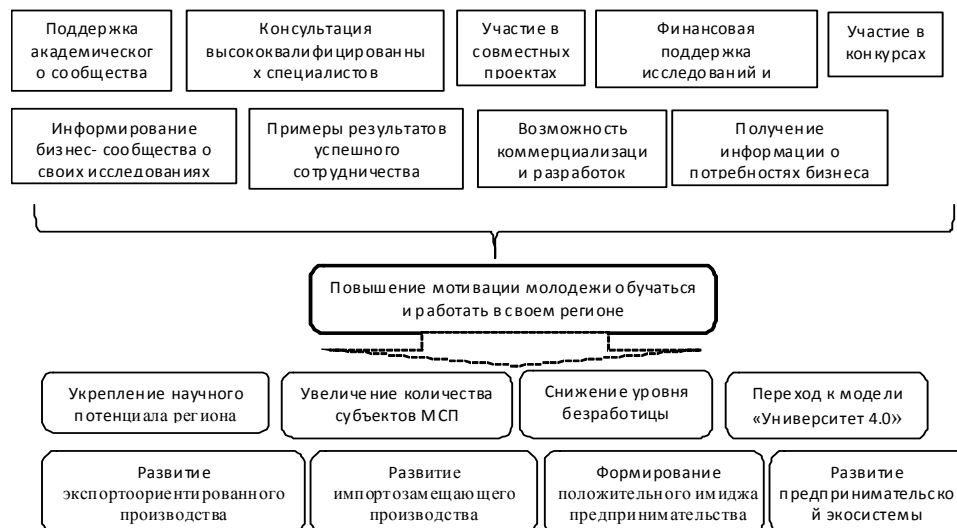 Поддержка
академическог
о сообщества
Консультация
высококвалифицированны
х специалистов
Участие в
совместных
проектах
Финансовая
поддержка
исследований и
Участие в
конкурсах
Информирование
бизнес- сообщества о
своих исследованиях
Примеры результатов
успешного
сотрудничества
Возможность
коммерциализаци
и разработок
Получение
информации о
потребностях бизнеса
Повышение мотивации молодежи обучаться
и работать в своем регионе
Укрепление научного
потенциала региона
Увеличение количества
субъектов МСП
Снижение уровня
безработицы
Переход к модели
«Университет 4.0»
Развитие
экспортоориентированного
производства
Развитие
импортозамещающего
производства
Формирование
положительного имиджа
предпринимательства
Развитие
предпринимательско
й экосистемы